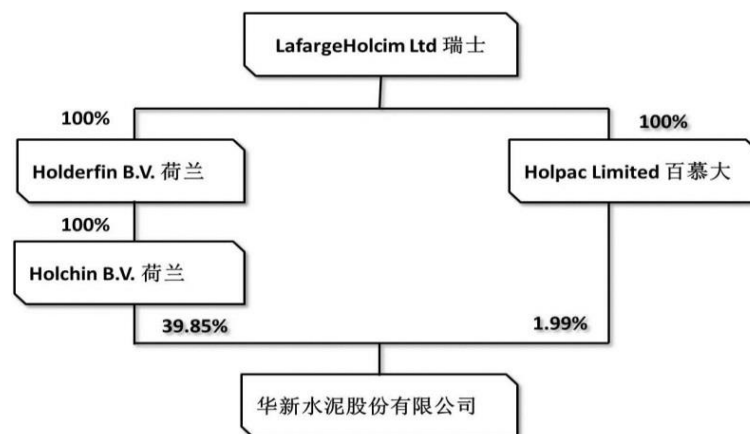 LafargeHolcim Ltd 瑞士
100%
100%
Holderfin B.V. 荷兰
Holpac Limited 百慕大
100%
Holchin B.V. 荷兰
39.85%
1.99%
华新水泥股份有限公司